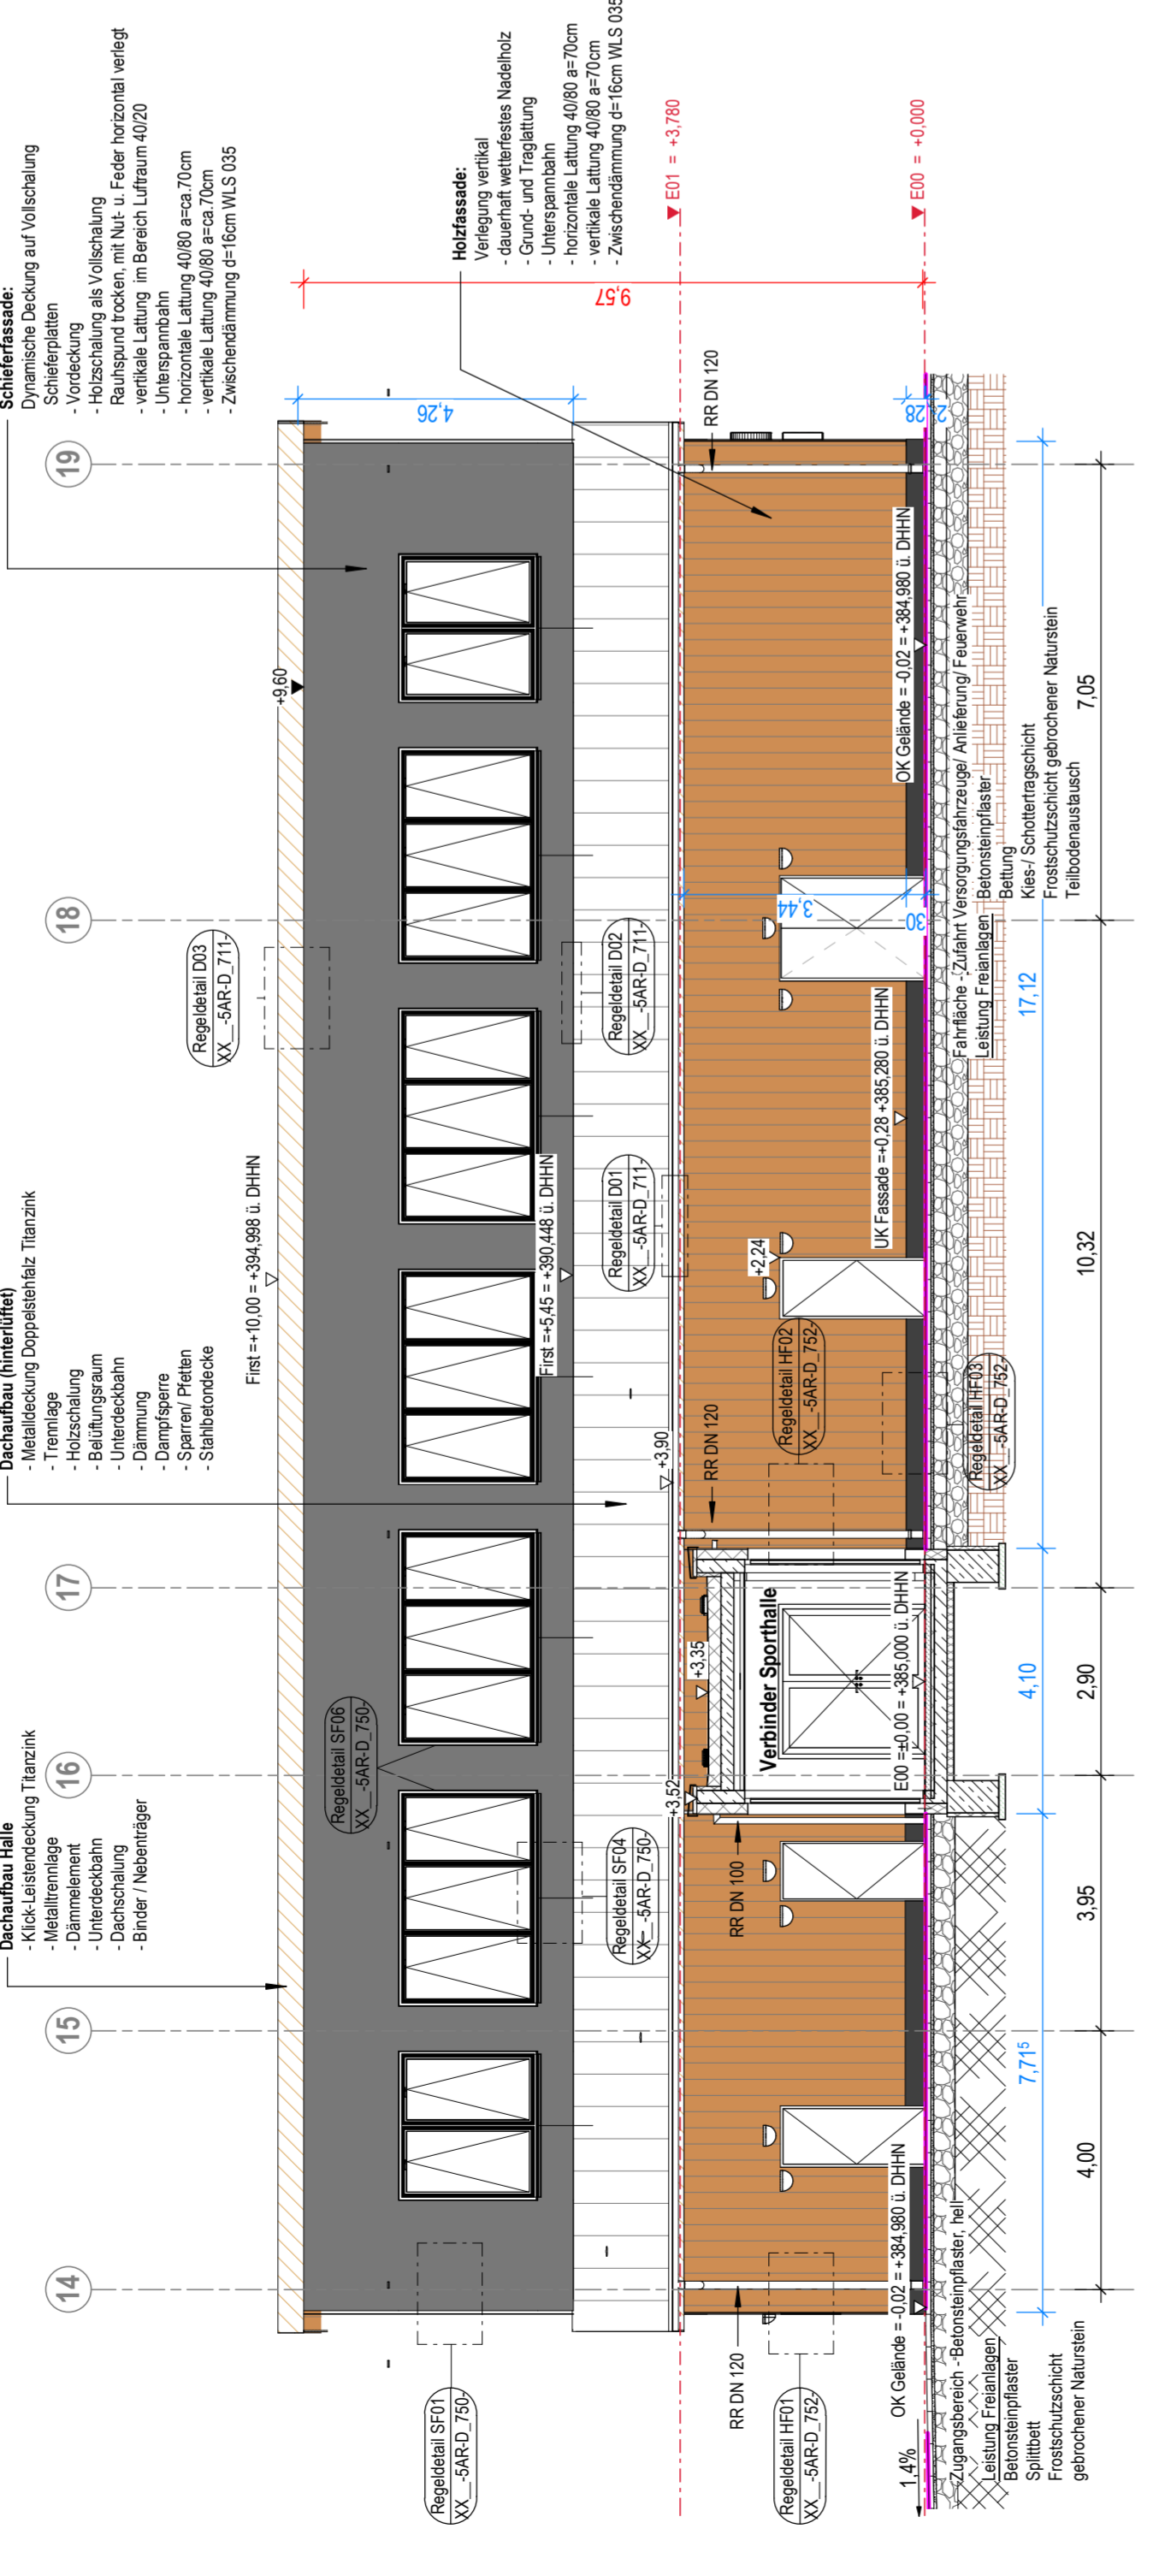 Dachaufbau Halle
- Klick-Leistendeckung Titanzink
- Metalltrennlage
- Dämmelement
- Unterdeckbahn
- Dachschalung
- Binder / Nebenträger
Dachaufbau (hinterlüftet)
- Metalldeckung Doppelstehfalz Titanzink
- Trennlage
- Holzschalung
- Belüftungsraum
- Unterdeckbahn
- Dämmung
- Dampfsperre
- Sparren/ Pfetten
- Stahlbetondecke
Schieferfassade:
Dynamische Deckung auf Vollschalung
Schieferplatten
- Vordeckung
- Holzschalung als Vollschalung
Rauhspund trocken, mit Nut- u. Feder horizontal verlegt
- vertikale Lattung im Bereich Luftraum 40/20
- Unterspannbahn
- horizontale Lattung 40/80 a=ca.70cm
- vertikale Lattung 40/80 a=ca.70cm
- Zwischendämmung d=16cm WLS 035
Holzfassade:
Verlegung vertikal
- dauerhaft wetterfestes Nadelholz
- Grund- und Traglattung
- Unterspannbahn
- horizontale Lattung 40/80 a=70cm
- vertikale Lattung 40/80 a=70cm
- Zwischendämmung d=16cm WLS 035
14
15
16
17
18
19
Regeldetail D03
XX__-5AR-D_711-
First =+10,00 = +394,998 ü. DHHN
+9,60
Regeldetail SF06
XX__-5AR-D_750-
4,26
9,57
Regeldetail SF01
XX__-5AR-D_750-
First =+5,45 = +390,448 ü. DHHN
Regeldetail SF04
XX__-5AR-D_750-
Regeldetail D01
XX__-5AR-D_711-
Regeldetail D02
XX__-5AR-D_711-
+3,90
E01 = +3,780
+3,52
+3,35
RR DN 120
RR DN 100
RR DN 120
RR DN 120
Regeldetail HF01
XX__-5AR-D_752-
Verbinder Sporthalle
Regeldetail HF02
XX__-5AR-D_752-
+2,24
3,44
30
28
2
UK Fassade =+0,28 +385,280 ü. DHHN
OK Gelände = -0,02 = +384,980 ü. DHHN
E00 =±0,00 = +385,000 ü. DHHN
OK Gelände = -0,02 = +384,980 ü. DHHN
E00 = +0,000
1,4%
Regeldetail HF03
XX__-5AR-D_752-
Zugangsbereich - Betonsteinpflaster, hell
Leistung Freianlagen
Betonsteinpflaster
Splittbett
Frostschutzschicht
gebrochener Naturstein
Fahrfläche - Zufahrt Versorgungsfahrzeuge/ Anlieferung/ Feuerwehr
Leistung Freianlagen
Betonsteinpflaster
Bettung
Kies-/ Schottertragschicht
Frostschutzschicht gebrochener Naturstein
Teilbodenaustausch
7,71⁵
4,10
17,12
4,00
3,95
2,90
10,32
7,05